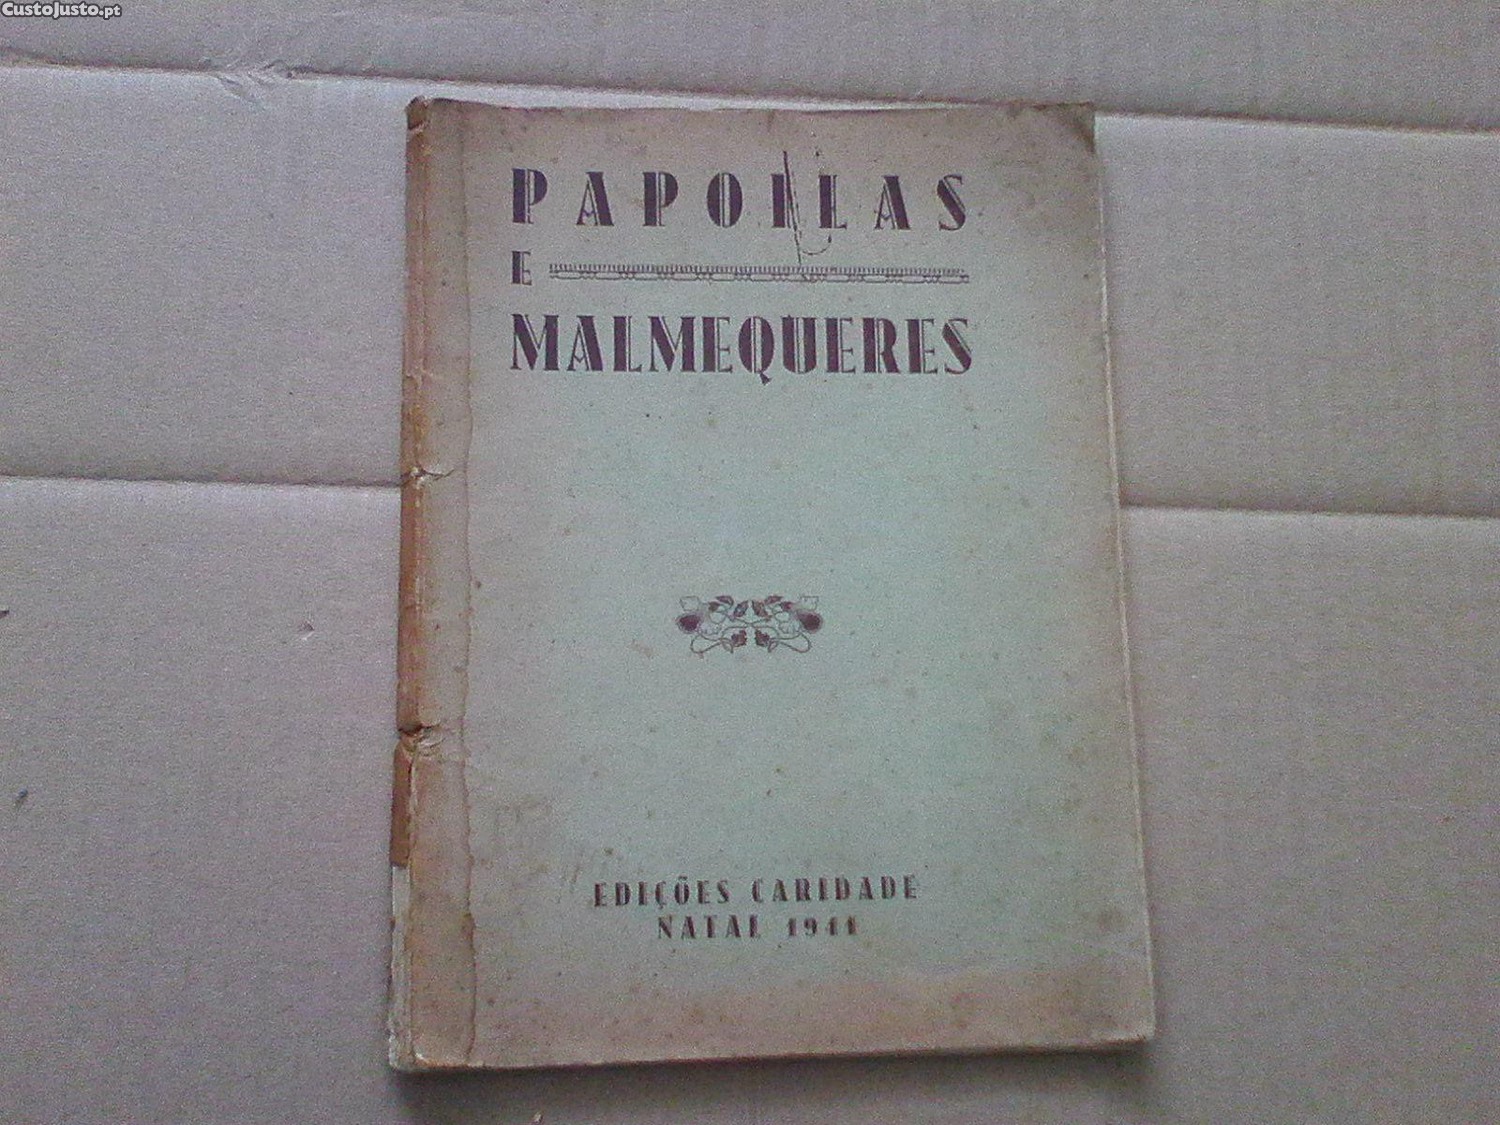 CustoJusto.pt
PAPOILAS
E
MALMEQUERES
EDIÇÕES CARIDADE
NATAL 1941